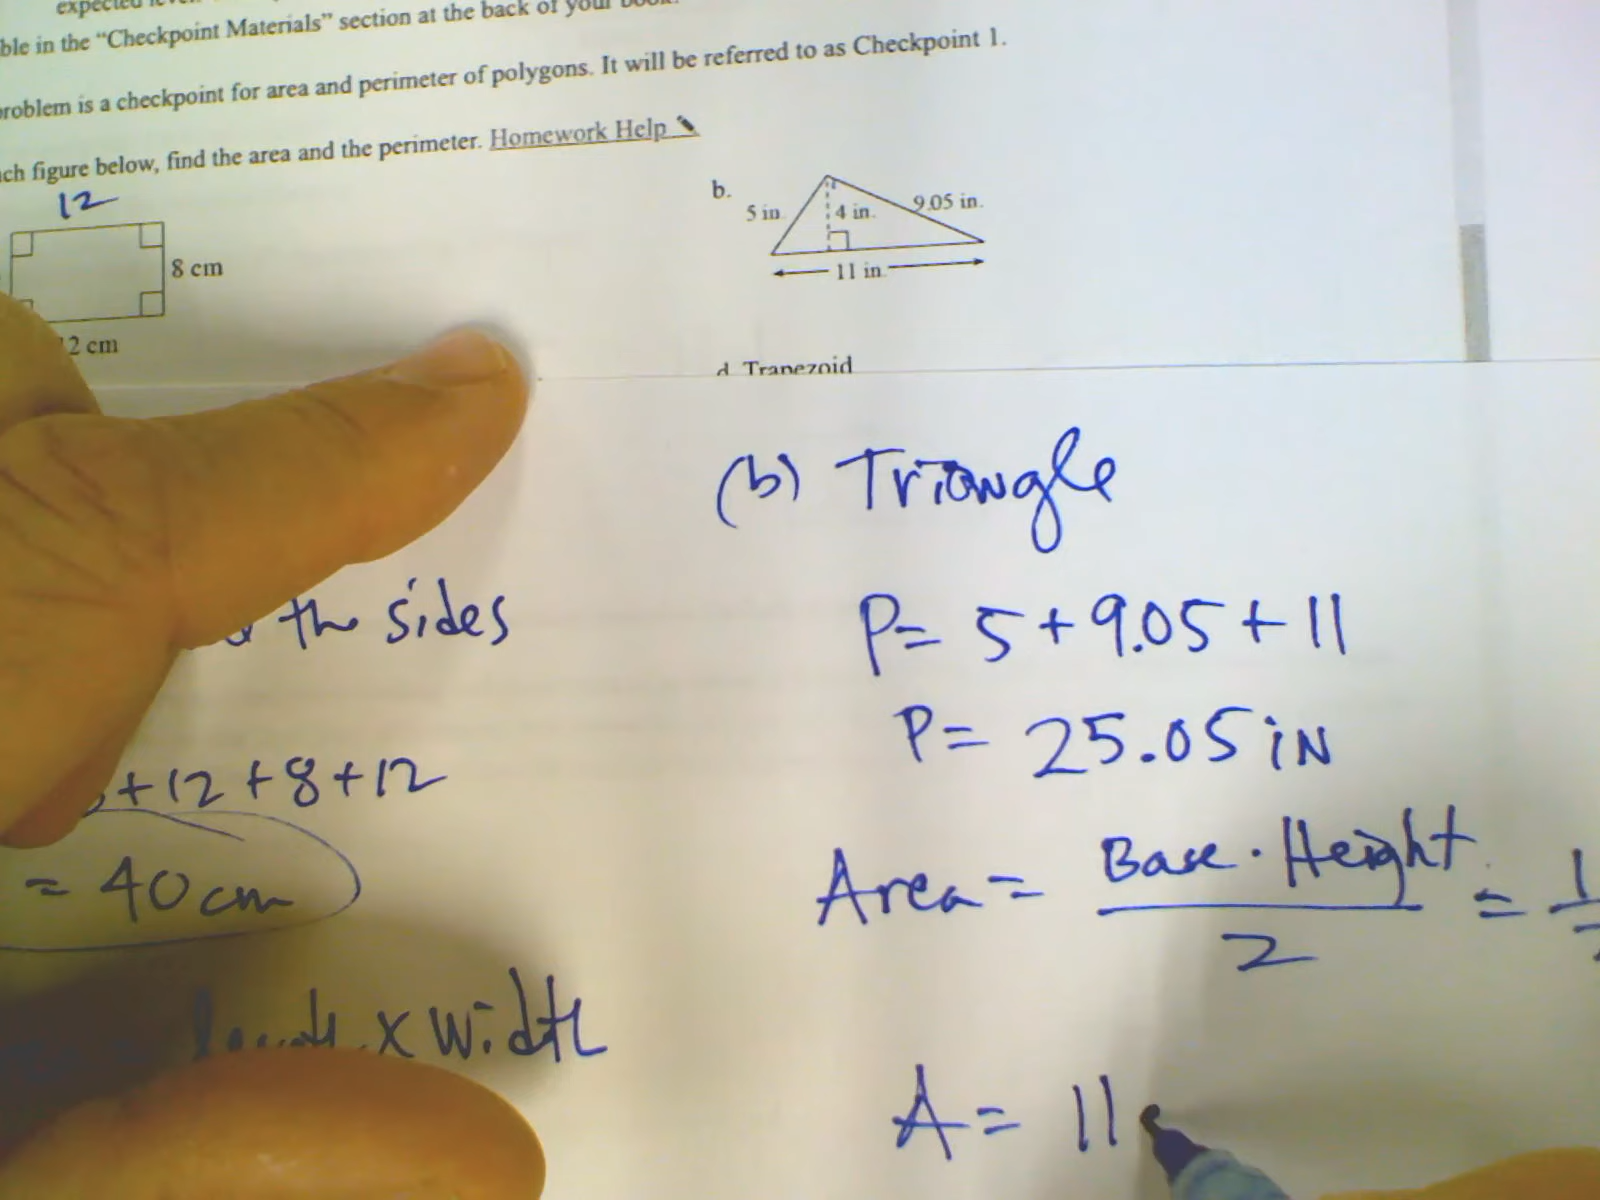 ble in the “Checkpoint Materials” section at the back of your book.
problem is a checkpoint for area and perimeter of polygons. It will be referred to as Checkpoint 1.
figure below, find the area and the perimeter. Homework Help
12
8 cm
2 cm
b.
5 in.
4 in.
9.05 in.
11 in.
d. Trapezoid
the sides
+12+8+12
= 40 cm
x width
(b) Triangle
P= 5+9.05+11
P= 25.05 in
Area= Base · Height
2
= 1
A= 11